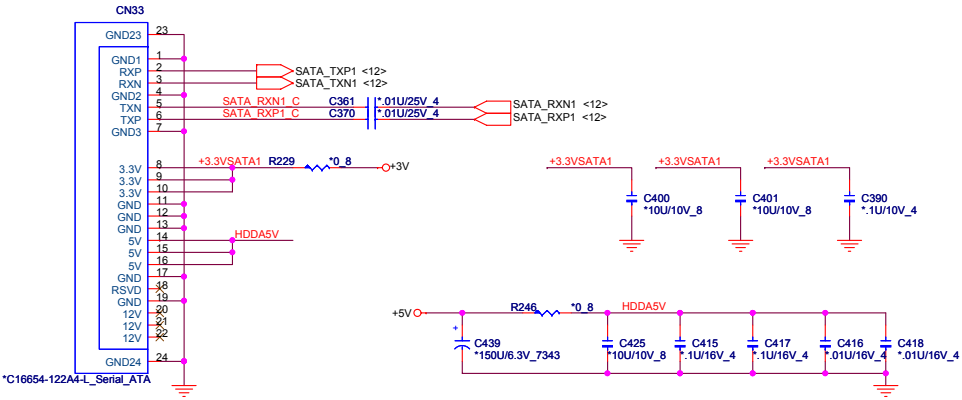 CN33
GND23 23
GND1 1
RXP 2 SATA_TXP1 <12>
RXN 3 SATA_TXN1 <12>
GND2 4
TXN 5 SATA_RXN1_C C361 *.01U/25V_4 SATA_RXN1 <12>
TXP 6 SATA_RXP1_C C370 *.01U/25V_4 SATA_RXP1 <12>
GND3 7
3.3V 8 +3.3VSATA1 R229 *0_8 +3V
3.3V 9
3.3V 10
GND 11
GND 12
GND 13
5V 14 HDDA5V
5V 15
5V 16
GND 17
RSVD 18
GND 19
12V 20
12V 21
12V 22
GND24 24
*C16654-122A4-L_Serial_ATA
+3.3VSATA1 +3.3VSATA1 +3.3VSATA1
C400 C401 C390
*10U/10V_8 *10U/10V_8 *.1U/10V_4
+5V R246 *0_8 HDDA5V
+
C439 C425 C415 C417 C416 C418
*150U/6.3V_7343 *10U/10V_8 *.1U/16V_4 *.1U/16V_4 *.01U/16V_4 *.01U/16V_4